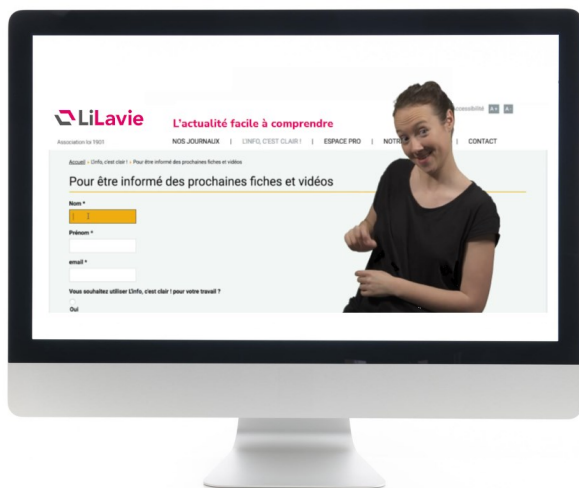 LiLavie
L'actualité facile à comprendre
A+ A-
Association loi 1901
NOS JOURNAUX | L'INFO, C'EST CLAIR ! | ESPACE PRO | NOTRE | CONTACT
Accueil › L'info, c'est clair ! › Pour être informé des prochaines fiches et vidéos
Pour être informé des prochaines fiches et vidéos
Nom *
Prénom *
email *
Vous souhaitez utiliser L'info, c'est clair ! pour votre travail ?
Oui